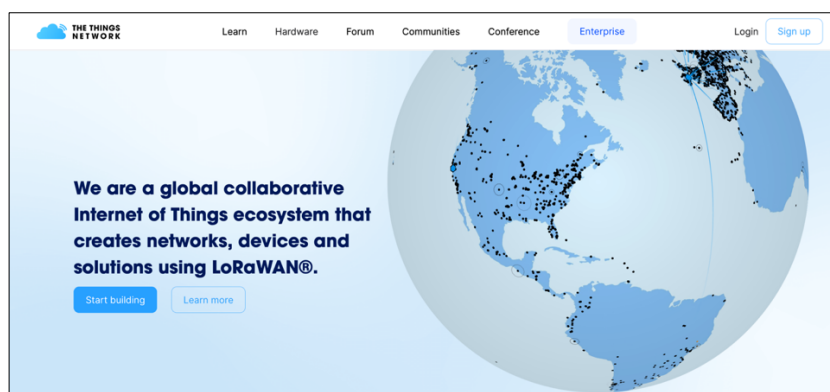 THE THINGS
NETWORK
Learn
Hardware
Forum
Communities
Conference
Enterprise
Login
Sign up
We are a global collaborative
Internet of Things ecosystem that
creates networks, devices and
solutions using LoRaWAN®.
Start building
Learn more